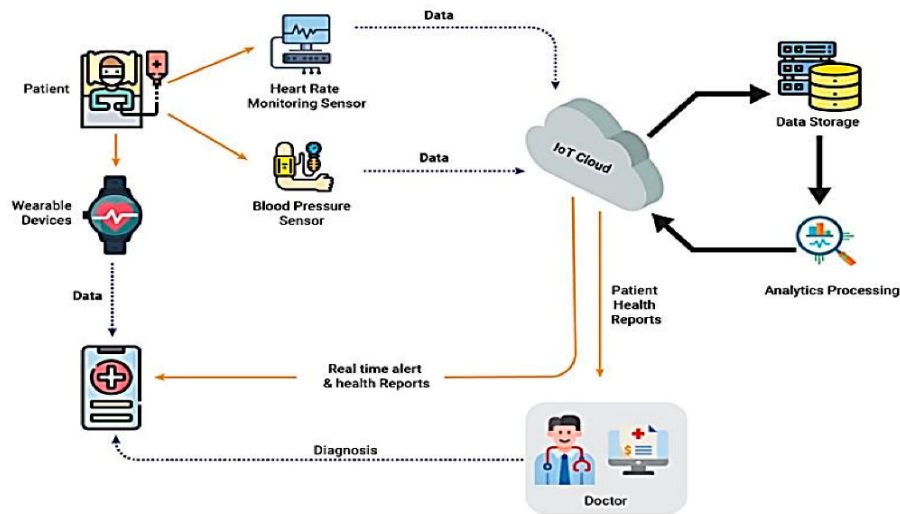 Data
Patient
Heart Rate
Monitoring Sensor
Data Storage
IoT Cloud
Data
Wearable
Devices
Blood Pressure
Sensor
Data
Patient
Health
Reports
Analytics Processing
Real time alert
& health Reports
Diagnosis
Doctor